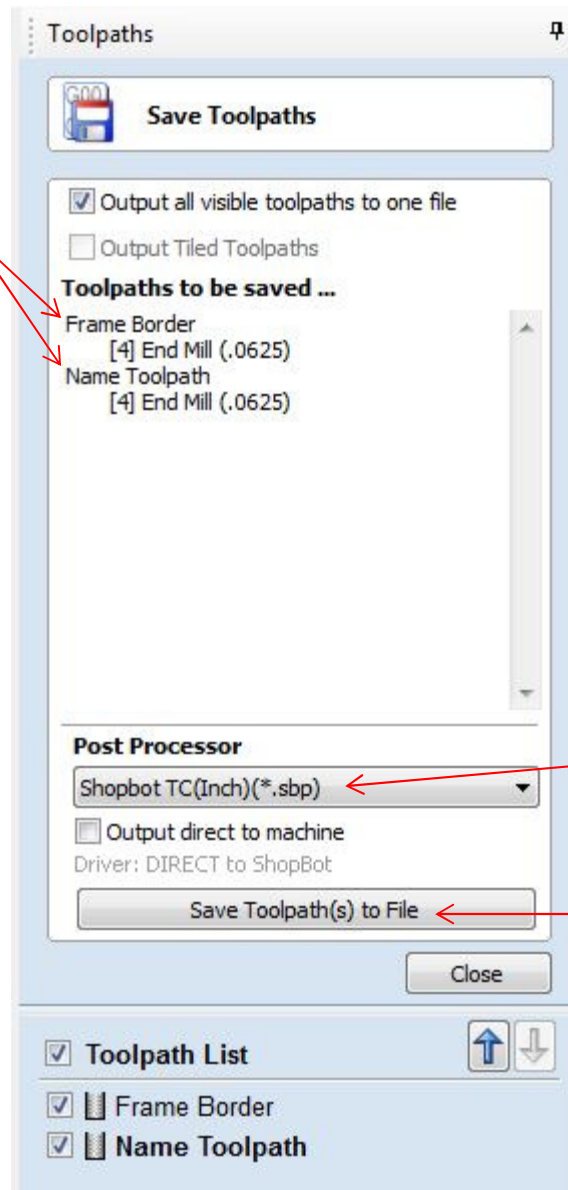 Toolpaths
G00
Save Toolpaths
Output all visible toolpaths to one file
Output Tiled Toolpaths
Toolpaths to be saved ...
Frame Border
[4] End Mill (.0625)
Name Toolpath
[4] End Mill (.0625)
Post Processor
Shopbot TC(Inch)(*.sbp)
Output direct to machine
Driver: DIRECT to ShopBot
Save Toolpath(s) to File
Close
Toolpath List
Frame Border
Name Toolpath